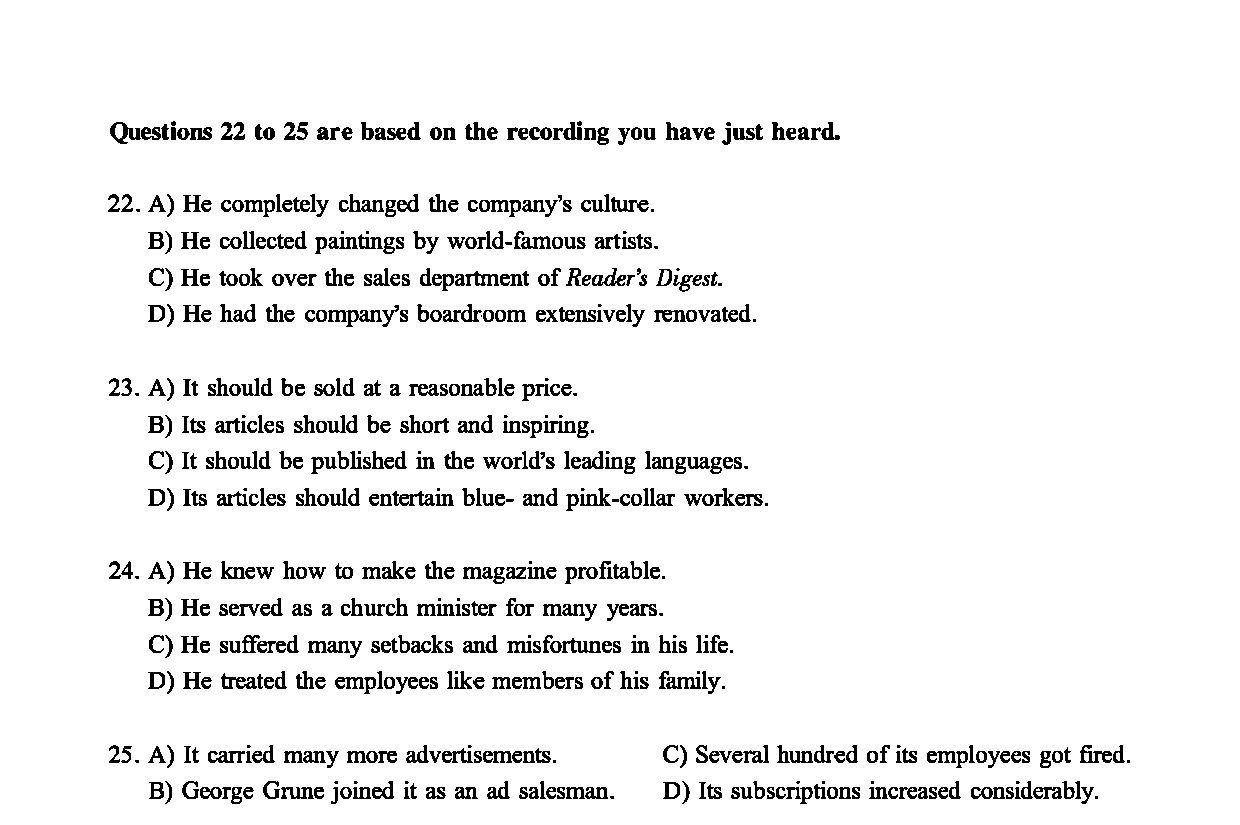 Questions 22 to 25 are based on the recording you have just heard.
22. A) He completely changed the company's culture.
B) He collected paintings by world-famous artists.
C) He took over the sales department of Reader's Digest.
D) He had the company's boardroom extensively renovated.
23. A) It should be sold at a reasonable price.
B) Its articles should be short and inspiring.
C) It should be published in the world's leading languages.
D) Its articles should entertain blue- and pink-collar workers.
24. A) He knew how to make the magazine profitable.
B) He served as a church minister for many years.
C) He suffered many setbacks and misfortunes in his life.
D) He treated the employees like members of his family.
25. A) It carried many more advertisements. C) Several hundred of its employees got fired.
B) George Grune joined it as an ad salesman. D) Its subscriptions increased considerably.